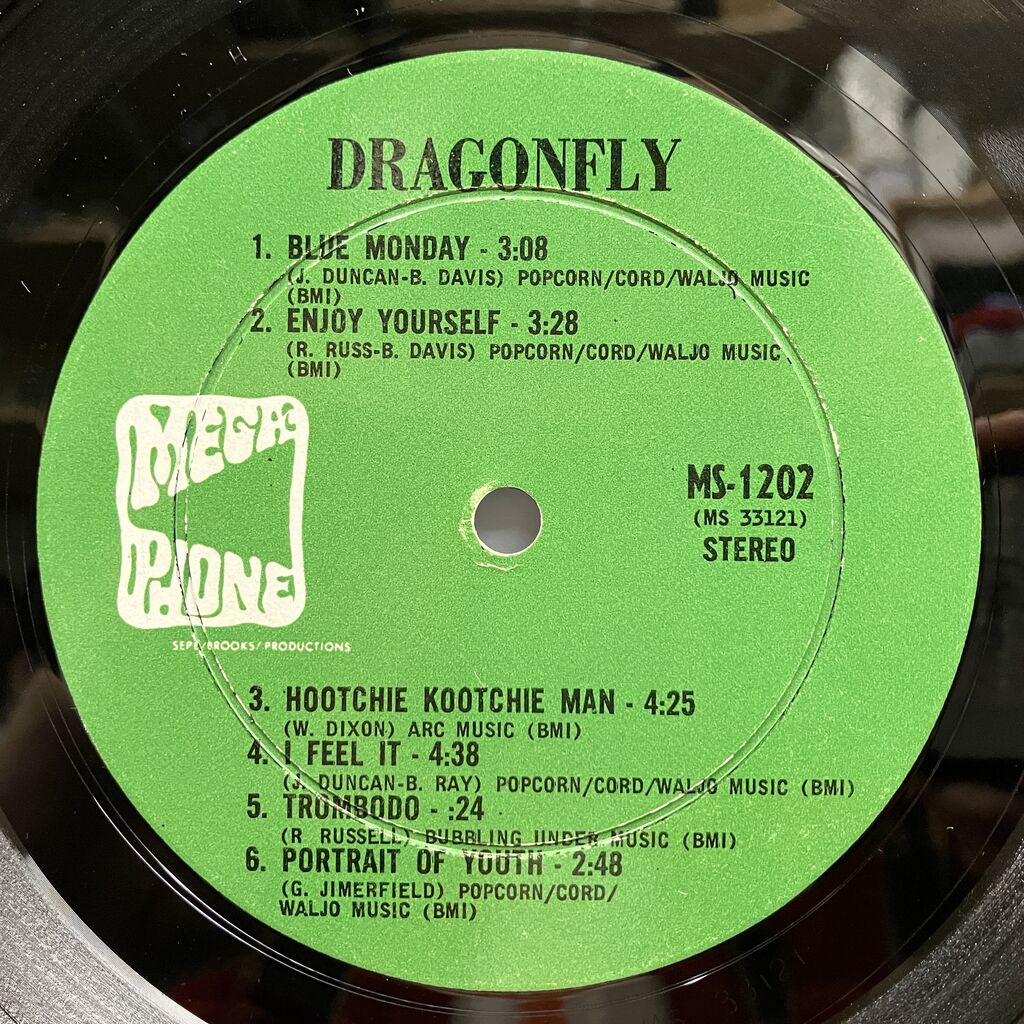 DRAGONFLY
1. BLUE MONDAY - 3:08
(J. DUNCAN-B. DAVIS) POPCORN/CORD/WALJO MUSIC
(BMI)
2. ENJOY YOURSELF - 3:28
(R. RUSS-B. DAVIS) POPCORN/CORD/WALJO MUSIC
(BMI)
MEGA
PHONE
SEPE/BROOKS/PRODUCTIONS
MS-1202
(MS 33121)
STEREO
3. HOOTCHIE KOOTCHIE MAN - 4:25
(W. DIXON) ARC MUSIC (BMI)
4. I FEEL IT - 4:38
(J. DUNCAN-B. RAY) POPCORN/CORD/WALJO MUSIC (BMI)
5. TROMBODO - :24
(R. RUSSELL) BUBBLING UNDER MUSIC (BMI)
6. PORTRAIT OF YOUTH - 2:48
(G. JIMERFIELD) POPCORN/CORD/
WALJO MUSIC (BMI)
MS 33121